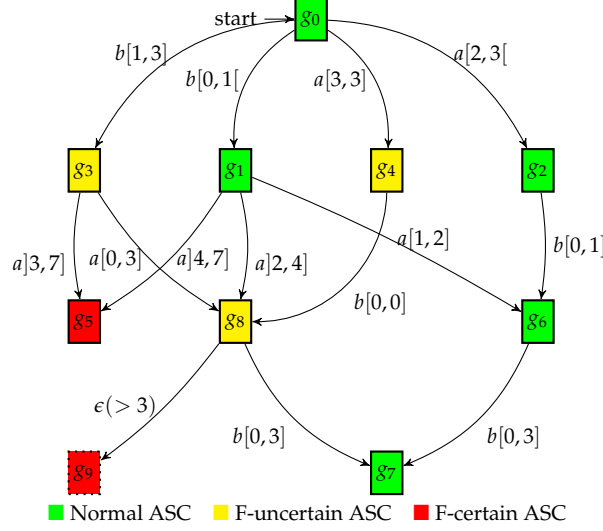 start g0
b[1, 3] b[0, 1[ a[3, 3] a[2, 3[
g3 g1 g4 g2
a]3, 7] a[0, 3] a]4, 7] a]2, 4] a[1, 2] b[0, 1]
b[0, 0]
g5 g8 g6
ϵ(> 3) b[0, 3] b[0, 3]
g9 g7
Normal ASC F-uncertain ASC F-certain ASC